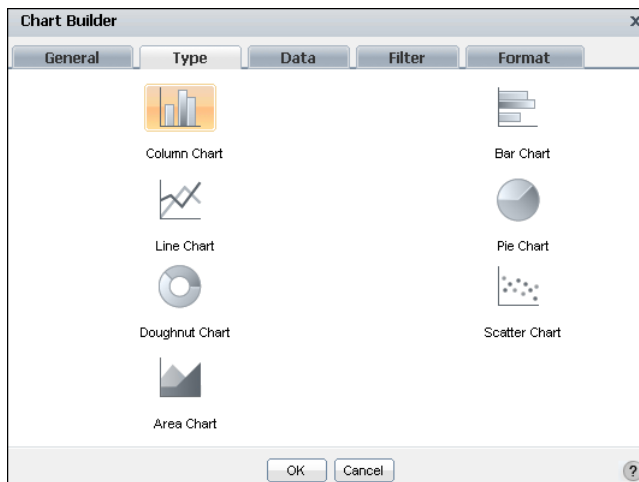 Chart Builder x
General Type Data Filter Format
Column Chart Bar Chart
Line Chart Pie Chart
Doughnut Chart Scatter Chart
Area Chart
OK Cancel ?